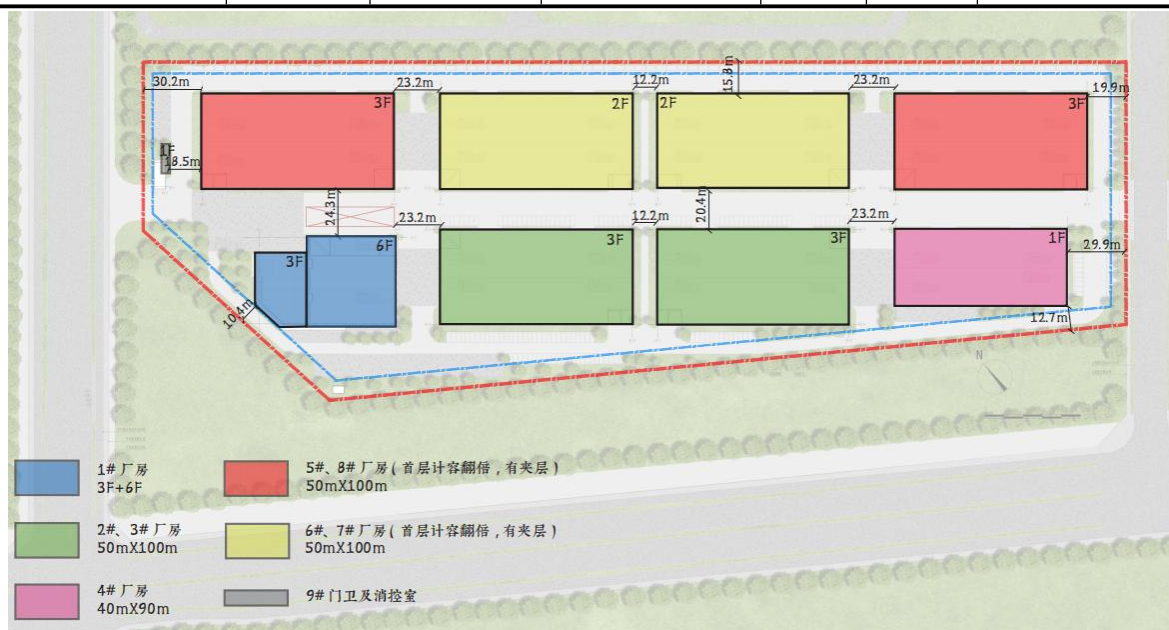 30.2m
23.2m
12.2m
15.8m
23.2m
19.9m
3F
2F
2F
3F
1F
18.5m
24.3m
23.2m
12.2m
20.4m
23.2m
6F
3F
3F
3F
1F
29.9m
10.4m
12.7m
N
1# 厂房
3F+6F
5#、8# 厂房(首层计容翻倍,有夹层)
50mX100m
2#、3# 厂房
50mX100m
6#、7# 厂房(首层计容翻倍,有夹层)
50mX100m
4# 厂房
40mX90m
9# 门卫及消控室